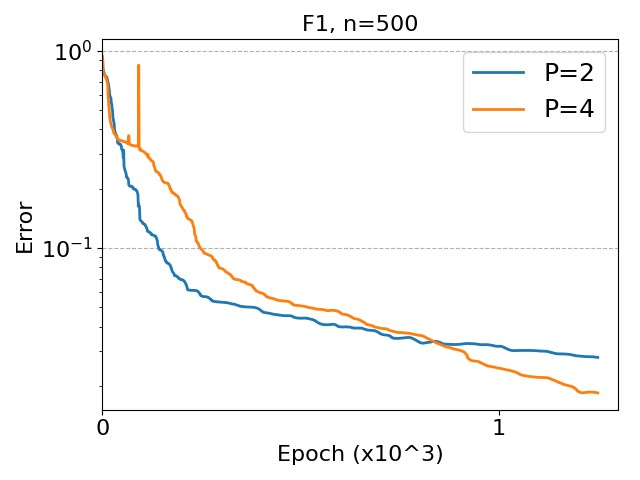 F1, n=500
10^0
10^-1
Error
P=2
P=4
0
1
Epoch (x10^3)